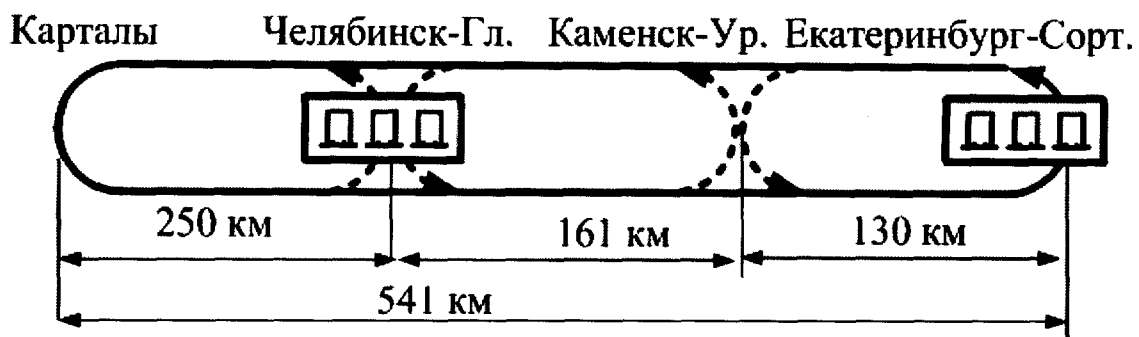 Карталы Челябинск-Гл. Каменск-Ур. Екатеринбург-Сорт.
250 км 161 км 130 км
541 км